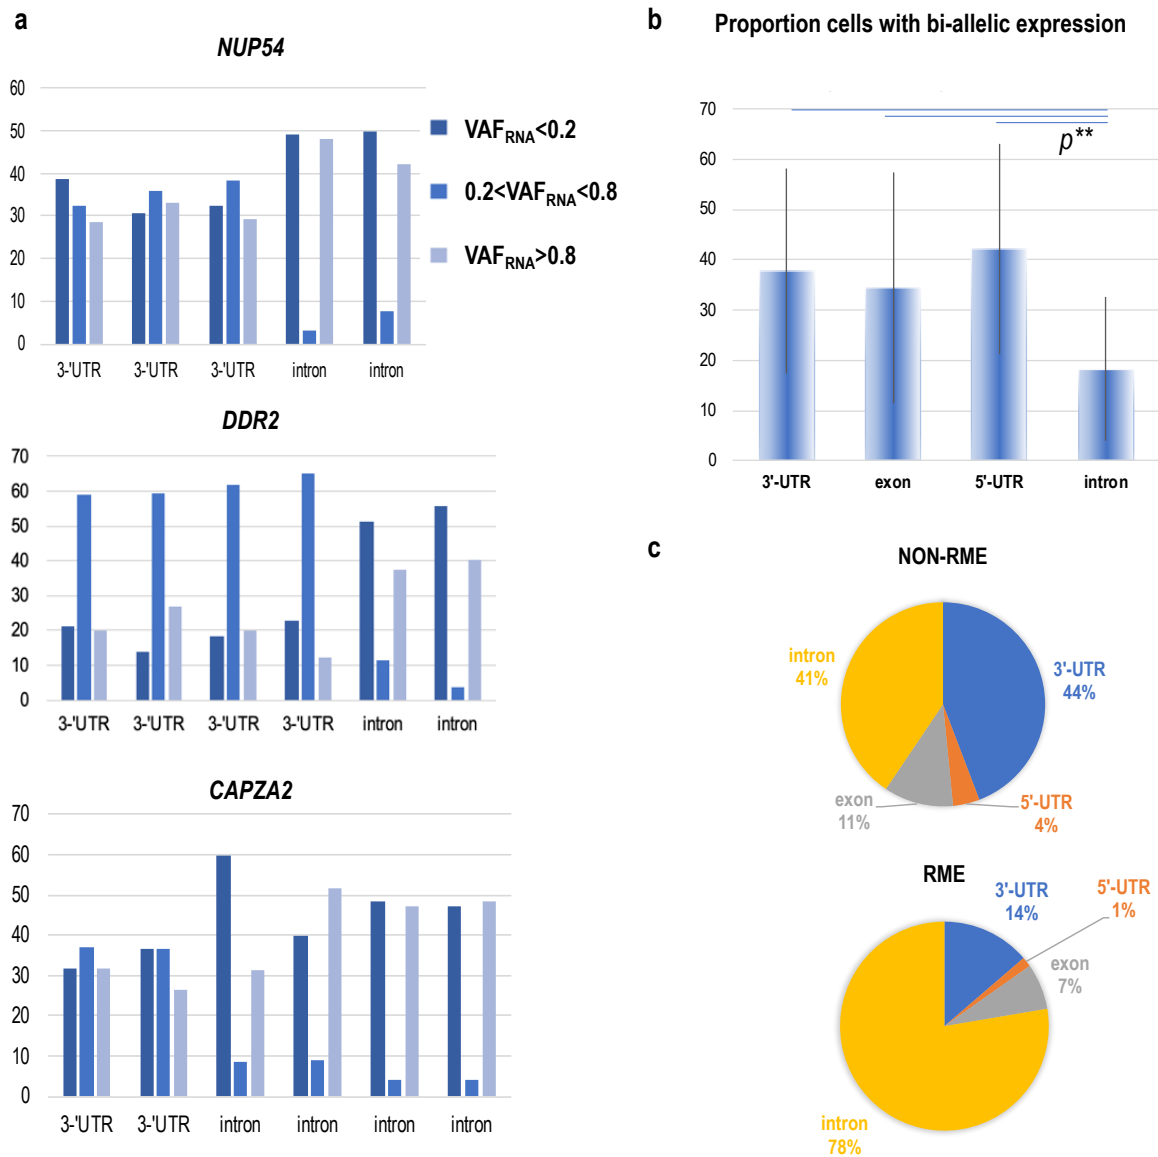 a
NUP54
60
50
40
30
20
10
0
3-'UTR 3-'UTR 3-'UTR intron intron
VAFRNA<0.2
0.2<VAFRNA<0.8
VAFRNA>0.8
DDR2
70
60
50
40
30
20
10
0
3-'UTR 3-'UTR 3-'UTR 3-'UTR intron intron
CAPZA2
70
60
50
40
30
20
10
0
3-'UTR 3-'UTR intron intron intron intron
b
Proportion cells with bi-allelic expression
70
60
50
40
30
20
10
0
p**
3'-UTR exon 5'-UTR intron
c
NON-RME
intron
41%
3'-UTR
44%
exon
11%
5'-UTR
4%
RME
3'-UTR
14%
5'-UTR
1%
exon
7%
intron
78%